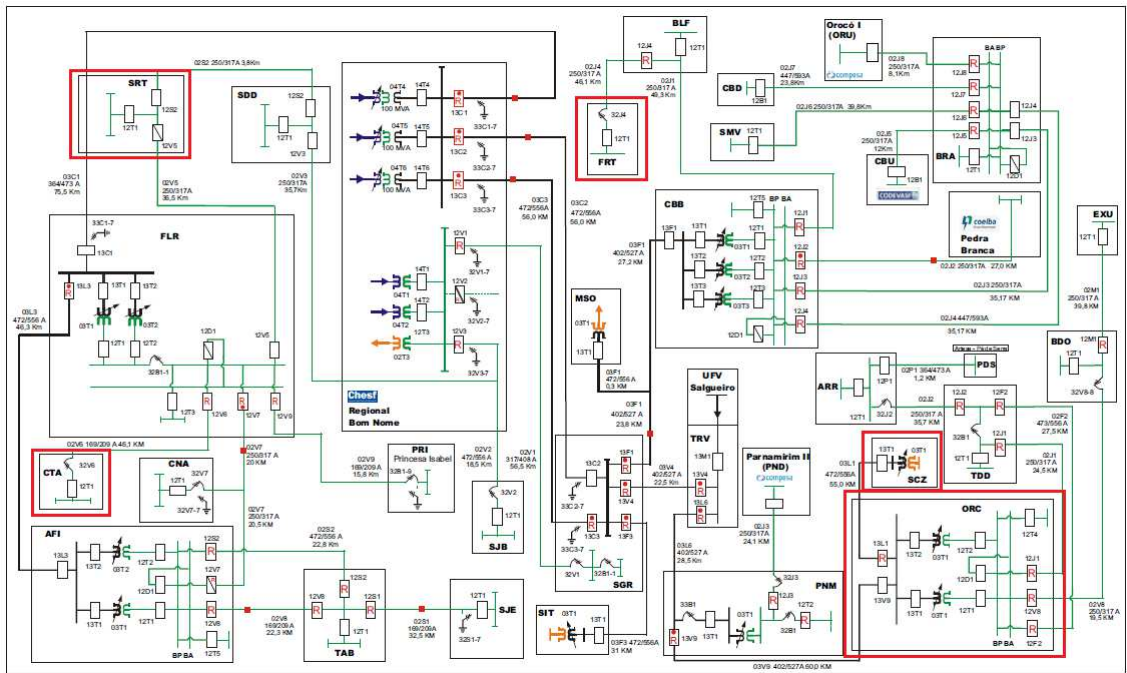 SRT
12S2
12T1
12V5
02S2 250/317A 3,8Km
SDD
12S2
12T1
12V3
02V5
250/317A
36,5 Km
02V3
250/317A
35,7Km
03C1
364/473 A
75,5 Km
04T4
14T4
100 MVA
13C1
33C1-7
04T5
14T5
100 MVA
13C2
33C2-7
04T6
14T6
100 MVA
13C3
33C3-7
12V1
12V1-7
14T1
04T1
12V2
32V2-7
14T2
04T2
12T3
02T3
12V3
32V3-7
Chesf
Regional
Bom Nome
03C3
472/556A
56,0 Km
03C2
472/556A
56,0 Km
02J4
250/317A
46,1 Km
12J4
BLF
12T1
02J1
250/317A
49,3 Km
32J4
12T1
FRT
02J7
447/593A
23,8Km
CBD
12B1
Orocó I
(ORU)
compesa
02J8
250/317A
8,1Km
02J6 250/317A 39,8Km
SMV
12T1
02J5
250/317A
12Km
CBU
12B1
CODEVASF
BA BP
12J8
12J7
12J6
12J5
12J4
12J3
BRA
12T1
12D1
coelba
Pedra
Branca
CBB
12T5
BP BA
12J1
13F1
13T1
03T1
12T1
12J2
13T2
03T1
12T2
12J3
13T3
03T3
12T3
12J4
12D1
03F1
402/527 A
27,2 KM
02J2 250/317A 27,0 KM
02J3 250/317A
35,17 KM
02J4 447/593A
35,17 KM
EXU
12T1
02M1
250/317A
39,8 KM
BDO
12M1
12T1
32V8-8
FLR
33C1-7
13C1
13L3
13T1
13T2
03T1
03T2
12T1
12T2
12D1
12V5
32B1-1
12T3
12V6
12V7
12V9
03L3
472/556 A
46,3 Km
MSO
03T1
13T1
03F1
472/556A
0,3 KM
03F1
402/527 A
23,8 KM
UFV
Salgueiro
TRV
13M1
13V4
13L6
ARR
12P1
02P1 364/473 A
1,2 KM
PDS
12T1
32J2
02J2
250/317 A
35,7 KM
12J2
12F2
32B1
12J1
12T1
TDD
02F2
473/556 A
27,5 KM
02J1
250/317 A
24,5 KM
02V6 169/209 A 46,1 KM
CTA
32V6
12T1
CNA
32V7
12T1
32V7-7
02V7
250/317 A
20 KM
02V7
250/317 A
20,5 KM
02V9
169/209 A
15,8 KM
PRI
Princesa Isabel
32B1-9
02V2
472/556 A
16,5 KM
02V1
317/408 A
56,5 Km
32V2
12T1
SJB
13C2
13F1
33C2-7
13V4
13C3
13F3
33C3-7
32V1
32B1-1
SGR
03V4
402/527 A
22,5 Km
Parnamirim II
(PND)
compesa
02J3
250/317 A
24,1 KM
03L1
472/556 A
55,0 KM
13T1
03T1
SCZ
ORC
12T4
13L1
13T2
03T1
12T2
12J1
12D1
13V9
13T1
03T1
12T1
12V8
BP BA
12F2
02V8
250/317 A
19,5 KM
AFI
13L3
13T2
03T2
12T2
12S2
12V7
12D1
13T1
03T1
12T1
12V8
12T5
BP BA
02S2
472/556 A
22,8 Km
02V8
169/209 A
22,3 KM
12S2
12V8
12S1
12T1
TAB
02S1
169/209A
32,5 KM
12T1
SJE
32S1-7
SIT
03T1
13T1
03F3 472/556A
31 KM
03L6
402/527 A
28,5 Km
PNM
32J3
12J3
33B1
13V9
13T1
03T1
12T2
32B1
03V9 402/527A 60,0 KM